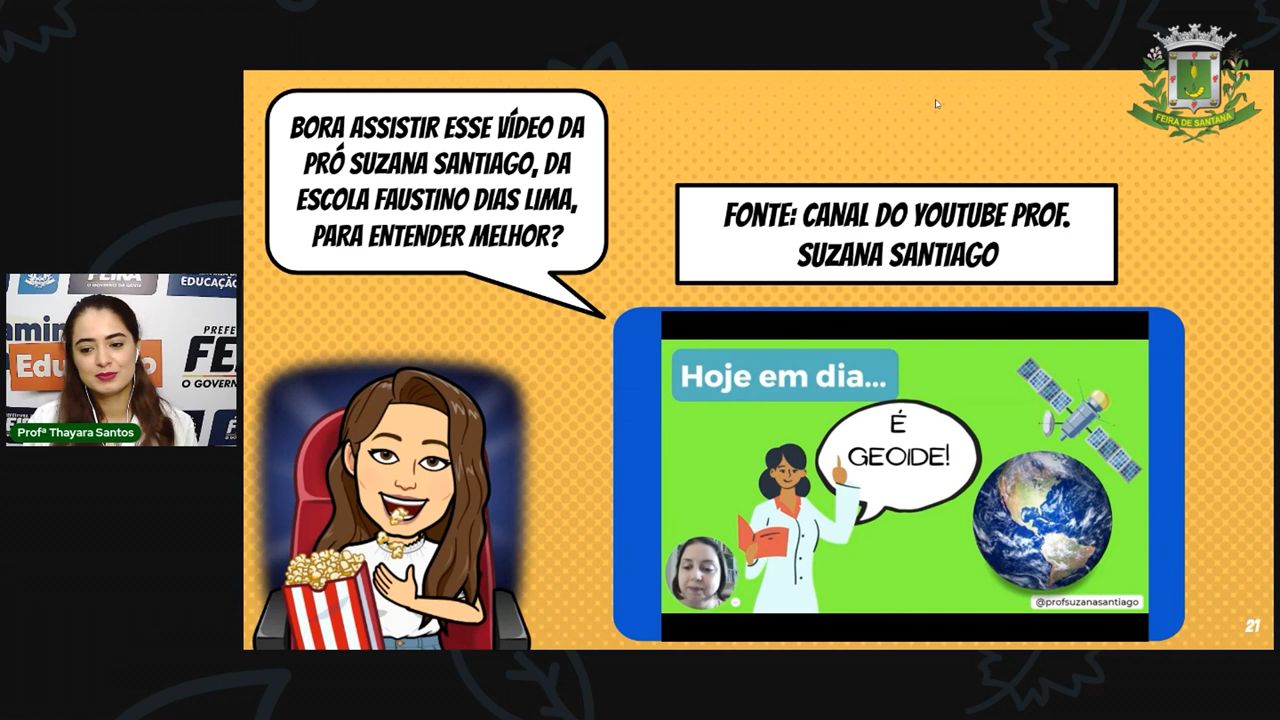 BORA ASSISTIR ESSE VÍDEO DA
PRÓ SUZANA SANTIAGO, DA
ESCOLA FAUSTINO DIAS LIMA,
PARA ENTENDER MELHOR?
FEIRA DE SANTANA
FONTE: CANAL DO YOUTUBE PROF.
SUZANA SANTIAGO
Hoje em dia...
É
GEOIDE!
@profsuzanasantiago
21
FEIRA
EDUCAÇÃO
Profª Thayara Santos